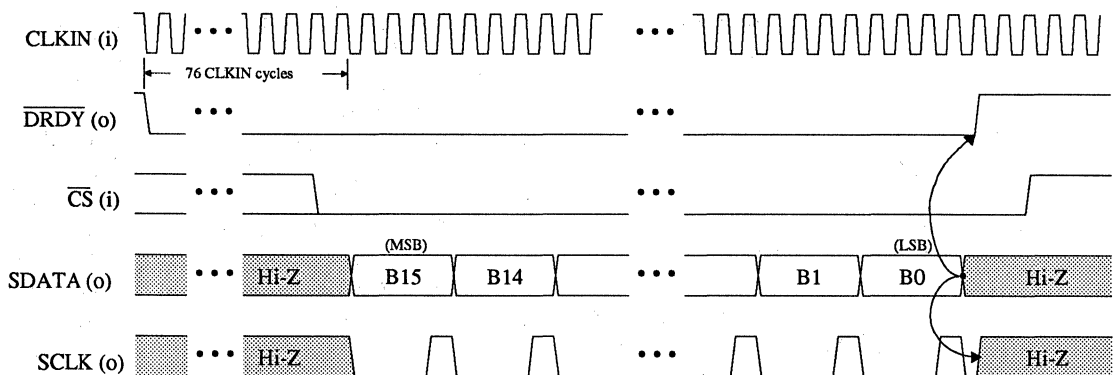 CLKIN (i)
76 CLKIN cycles
DRDY (o)
CS (i)
(MSB)
(LSB)
SDATA (o)
Hi-Z
B15
B14
B1
B0
Hi-Z
SCLK (o)
Hi-Z
Hi-Z